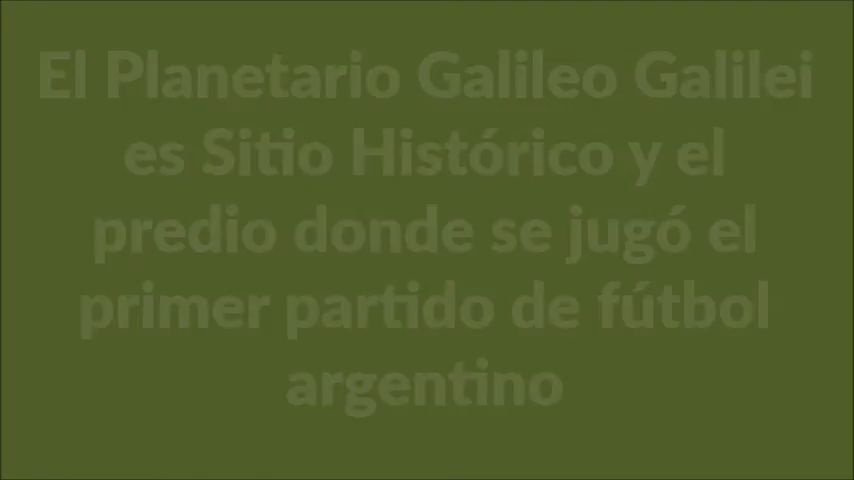 El Planetario Galileo Galilei
es Sitio Histórico y el
predio donde se jugó el
primer partido de fútbol
argentino